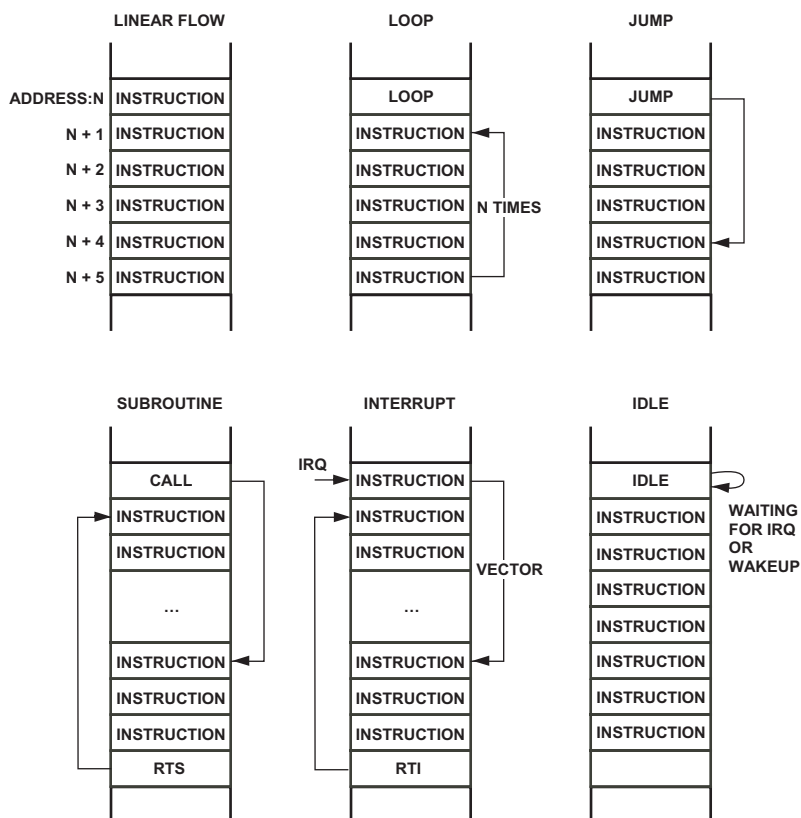 LINEAR FLOW
ADDRESS:N INSTRUCTION
N + 1 INSTRUCTION
N + 2 INSTRUCTION
N + 3 INSTRUCTION
N + 4 INSTRUCTION
N + 5 INSTRUCTION
LOOP
LOOP
INSTRUCTION
INSTRUCTION
INSTRUCTION
INSTRUCTION
INSTRUCTION
N TIMES
JUMP
JUMP
INSTRUCTION
INSTRUCTION
INSTRUCTION
INSTRUCTION
INSTRUCTION
SUBROUTINE
CALL
INSTRUCTION
INSTRUCTION
...
INSTRUCTION
INSTRUCTION
INSTRUCTION
RTS
INTERRUPT
IRQ
INSTRUCTION
INSTRUCTION
INSTRUCTION
VECTOR
...
INSTRUCTION
INSTRUCTION
INSTRUCTION
RTI
IDLE
IDLE
INSTRUCTION
INSTRUCTION
INSTRUCTION
INSTRUCTION
INSTRUCTION
INSTRUCTION
INSTRUCTION
WAITING
FOR IRQ
OR
WAKEUP